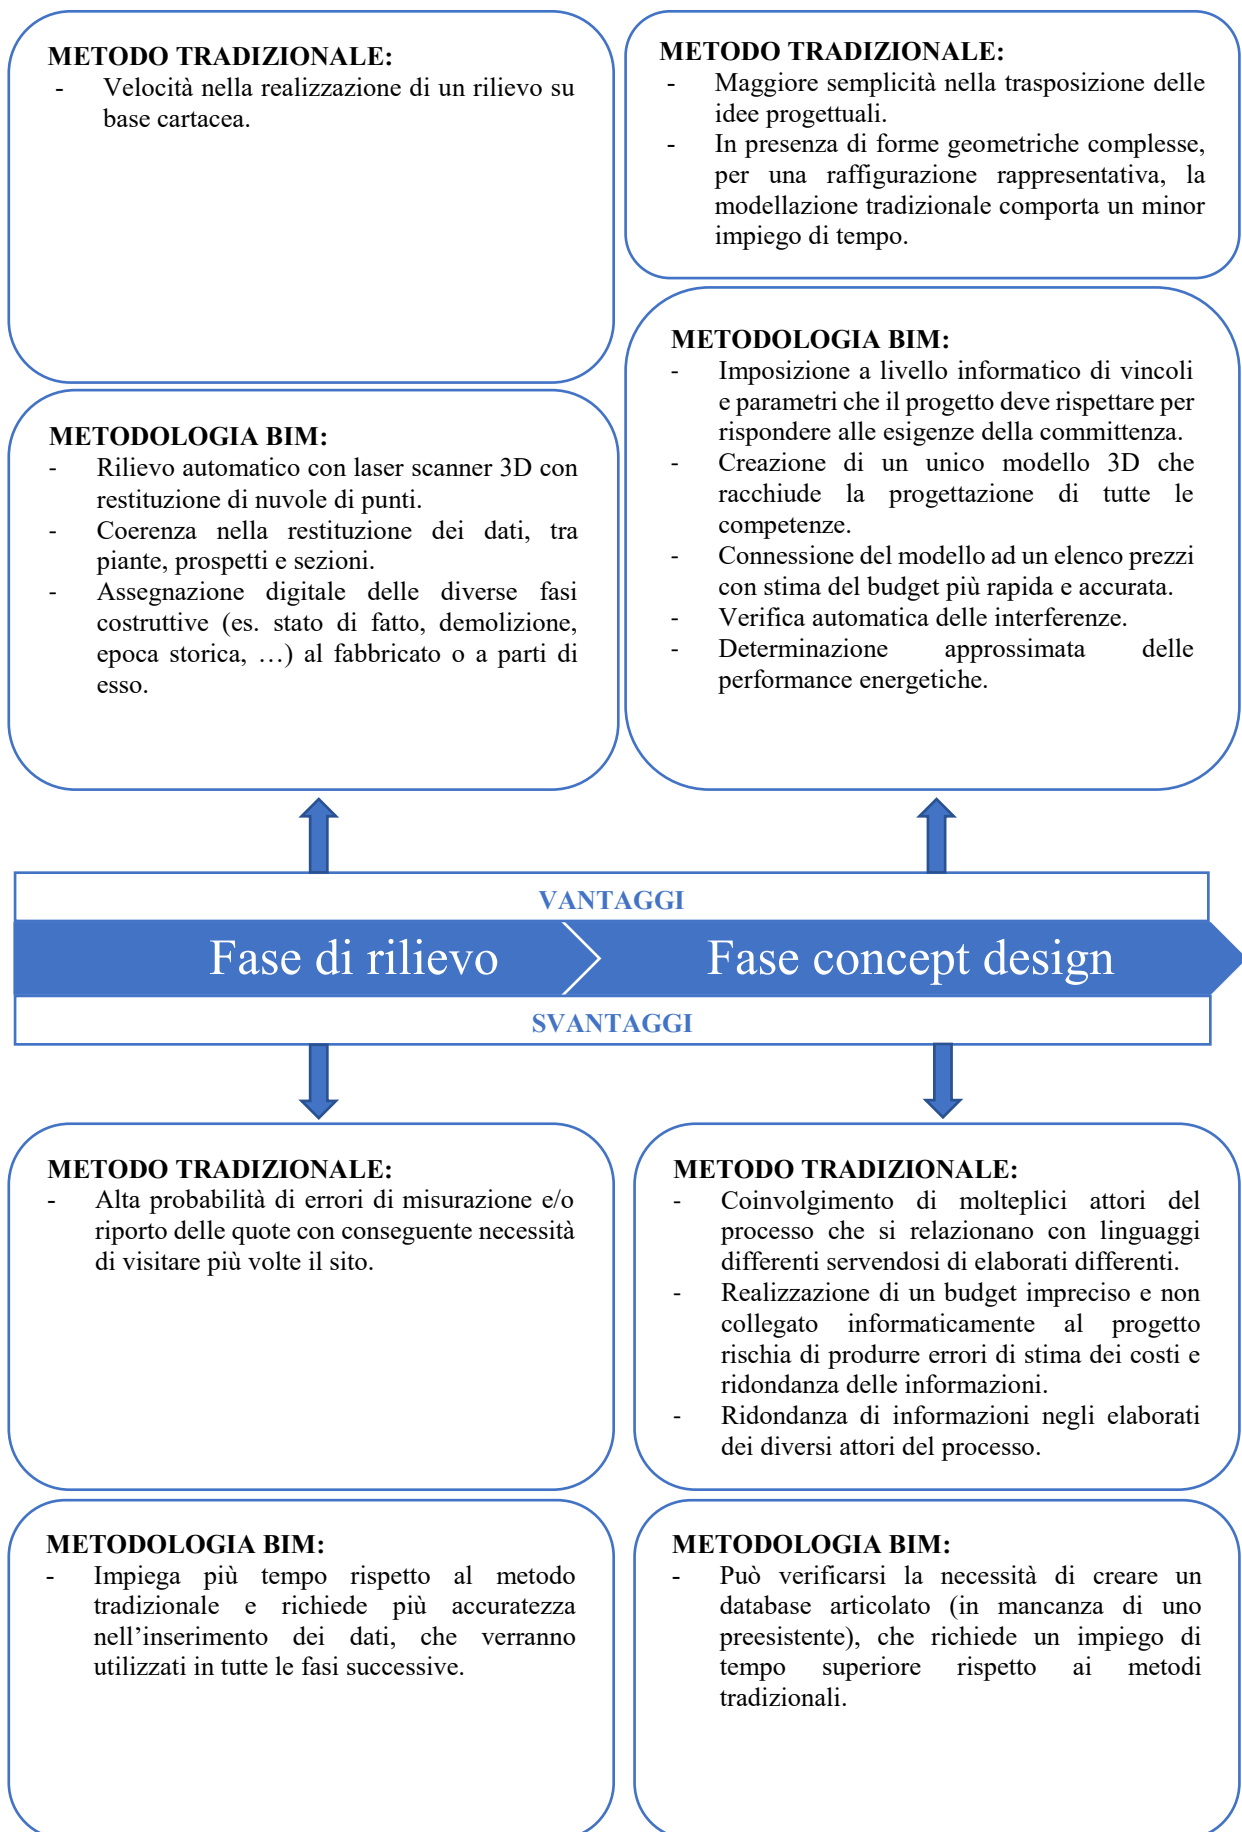 METODO TRADIZIONALE:
- Velocità nella realizzazione di un rilievo su
base cartacea.
METODOLOGIA BIM:
- Rilievo automatico con laser scanner 3D con
restituzione di nuvole di punti.
- Coerenza nella restituzione dei dati, tra
piante, prospetti e sezioni.
- Assegnazione digitale delle diverse fasi
costruttive (es. stato di fatto, demolizione,
epoca storica, …) al fabbricato o a parti di
esso.
METODO TRADIZIONALE:
- Maggiore semplicità nella trasposizione delle
idee progettuali.
- In presenza di forme geometriche complesse,
per una raffigurazione rappresentativa, la
modellazione tradizionale comporta un minor
impiego di tempo.
METODOLOGIA BIM:
- Imposizione a livello informatico di vincoli
e parametri che il progetto deve rispettare per
rispondere alle esigenze della committenza.
- Creazione di un unico modello 3D che
racchiude la progettazione di tutte le
competenze.
- Connessione del modello ad un elenco prezzi
con stima del budget più rapida e accurata.
- Verifica automatica delle interferenze.
- Determinazione approssimata delle
performance energetiche.
VANTAGGI
Fase di rilievo
Fase concept design
SVANTAGGI
METODO TRADIZIONALE:
- Alta probabilità di errori di misurazione e/o
riporto delle quote con conseguente necessità
di visitare più volte il sito.
METODOLOGIA BIM:
- Impiega più tempo rispetto al metodo
tradizionale e richiede più accuratezza
nell’inserimento dei dati, che verranno
utilizzati in tutte le fasi successive.
METODO TRADIZIONALE:
- Coinvolgimento di molteplici attori del
processo che si relazionano con linguaggi
differenti servendosi di elaborati differenti.
- Realizzazione di un budget impreciso e non
collegato informaticamente al progetto
rischia di produrre errori di stima dei costi e
ridondanza delle informazioni.
- Ridondanza di informazioni negli elaborati
dei diversi attori del processo.
METODOLOGIA BIM:
- Può verificarsi la necessità di creare un
database articolato (in mancanza di uno
preesistente), che richiede un impiego di
tempo superiore rispetto ai metodi
tradizionali.